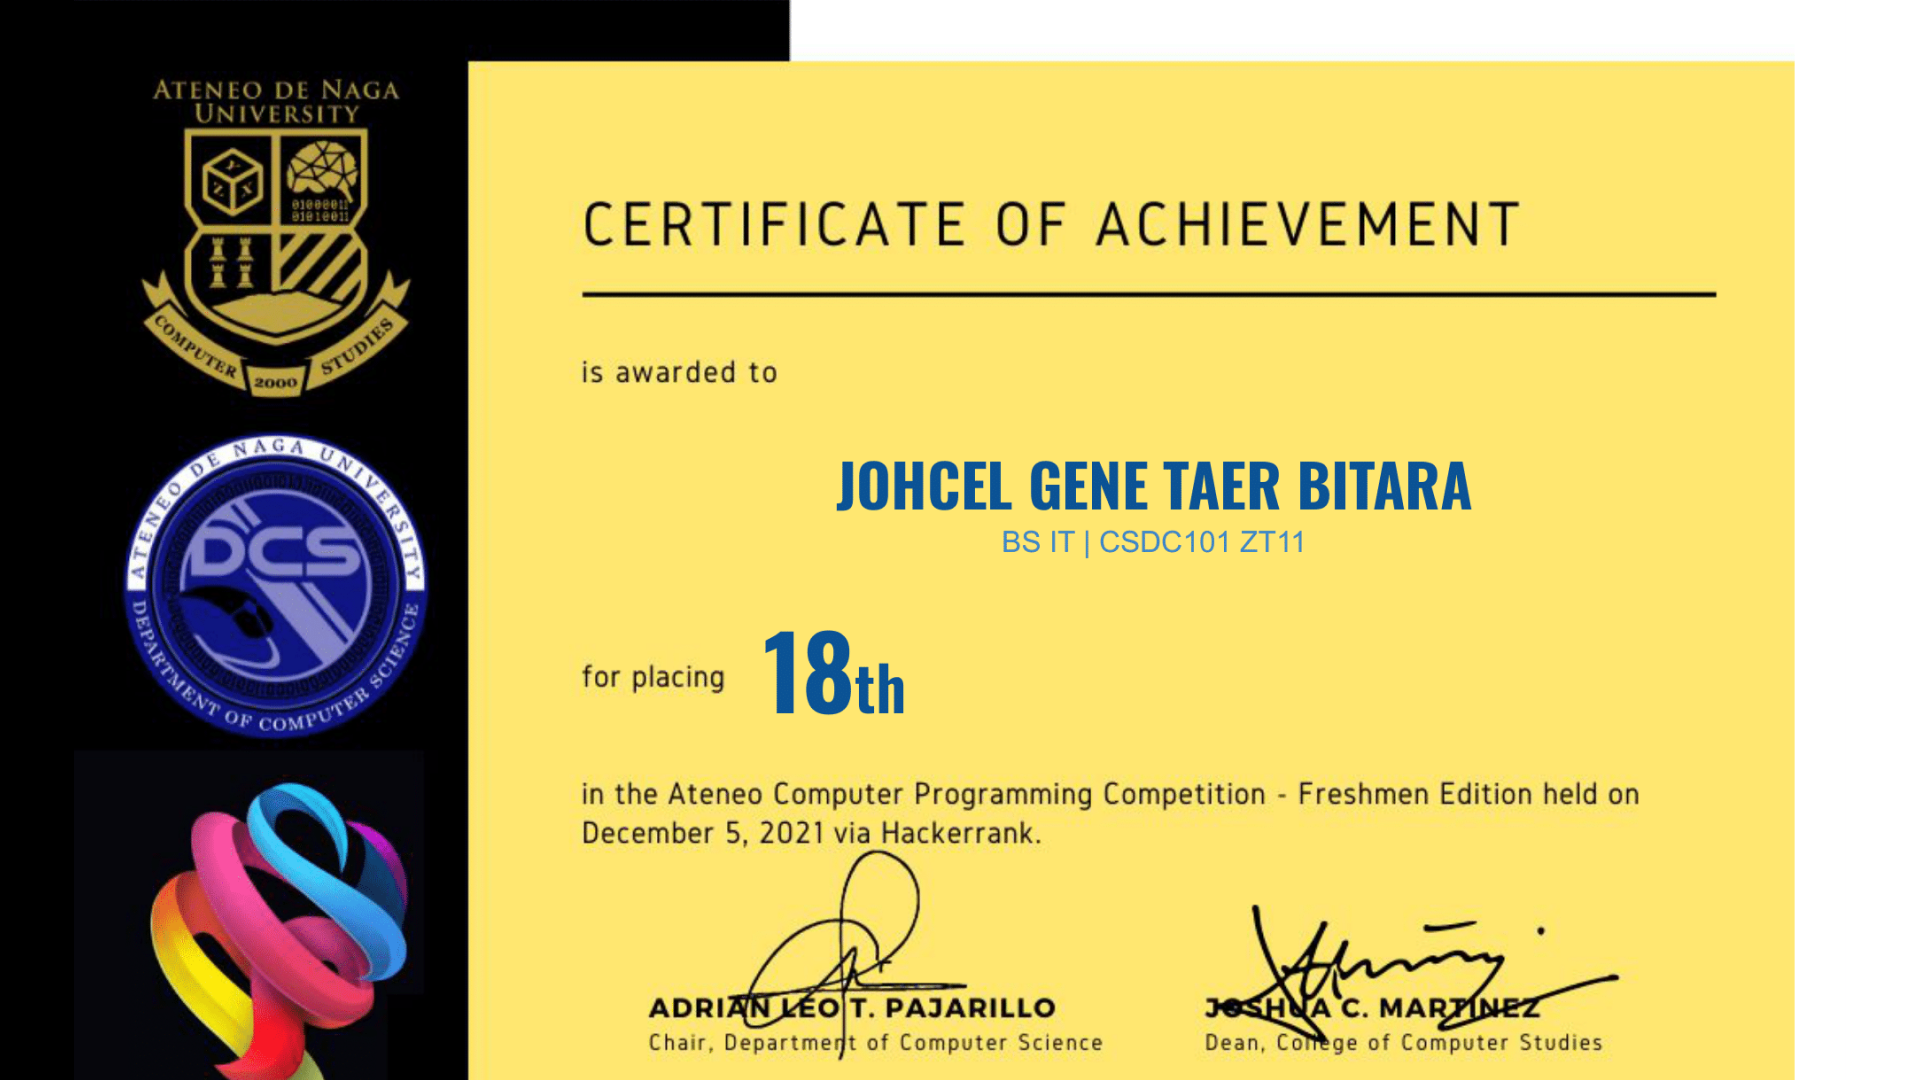 ATENEO DE NAGA
UNIVERSITY
Y
Z X
01000011
01010011
COMPUTER 2000 STUDIES
ATENEO DE NAGA UNIVERSITY
DCS
DEPARTMENT OF COMPUTER SCIENCE
CERTIFICATE OF ACHIEVEMENT
is awarded to
JOHCEL GENE TAER BITARA
BS IT | CSDC101 ZT11
for placing 18th
in the Ateneo Computer Programming Competition - Freshmen Edition held on
December 5, 2021 via Hackerrank.
ADRIAN LEO T. PAJARILLO
Chair, Department of Computer Science
JOSHUA C. MARTINEZ
Dean, College of Computer Studies